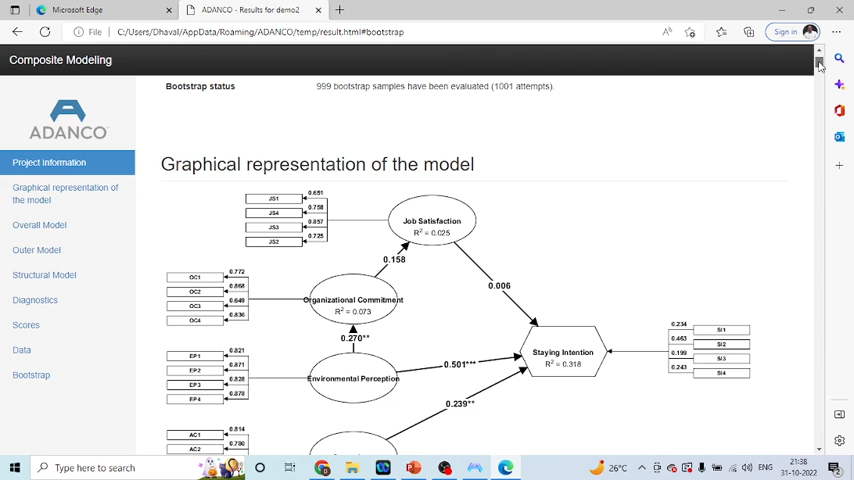 Microsoft Edge
ADANCO - Results for demo2
File
C:/Users/Dhaval/AppData/Roaming/ADANCO/temp/result.html#bootstrap
Sign in
Composite Modeling
Bootstrap status
999 bootstrap samples have been evaluated (1001 attempts).
ADANCO
Project information
Graphical representation of
the model
Overall Model
Outer Model
Structural Model
Diagnostics
Scores
Data
Bootstrap
Graphical representation of the model
JS1 0.651
JS4 0.758
JS3 0.857
JS2 0.725
Job Satisfaction
R² = 0.025
0.158
0.006
OC1 0.772
OC2 0.868
OC3 0.649
OC4 0.836
Organizational Commitment
R² = 0.073
0.270**
EP1 0.821
EP2 0.871
EP3 0.828
EP4 0.878
Environmental Perception
0.501***
0.239**
Staying Intention
R² = 0.318
0.234 SI1
0.463 SI2
0.199 SI3
0.243 SI4
AC1 0.814
AC2 0.780
Type here to search
26°C
ENG
21:38
31-10-2022